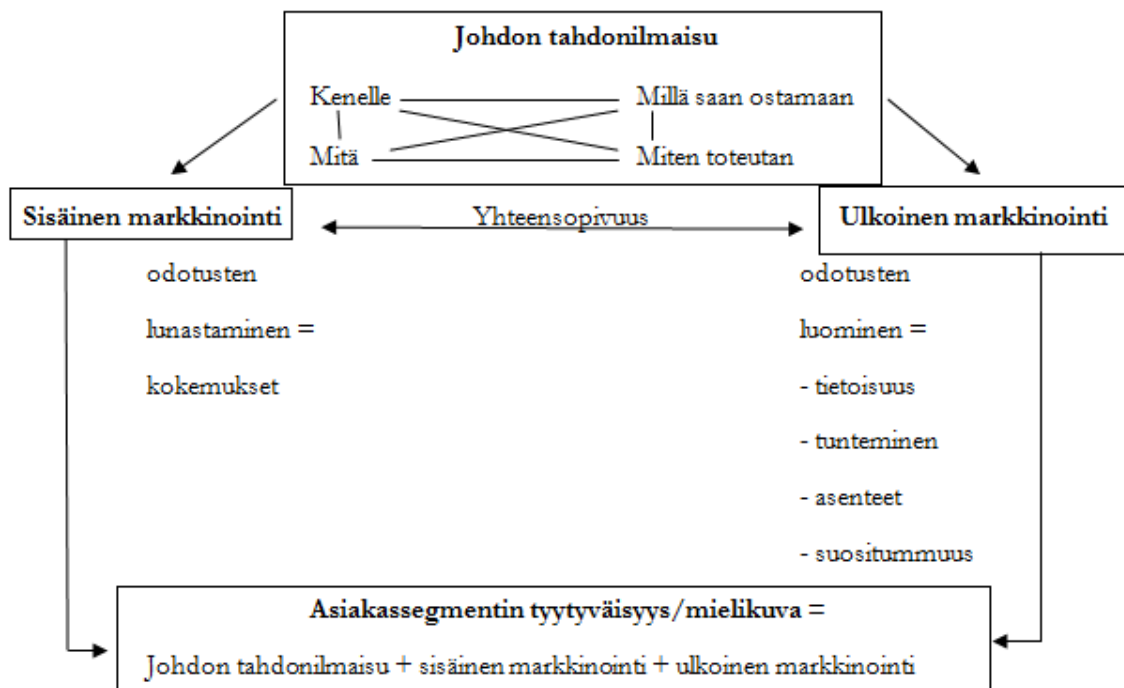 Johdon tahdonilmaisu
Kenelle Millä saan ostamaan
Mitä Miten toteutan
Sisäinen markkinointi
Yhteensopivuus
Ulkoinen markkinointi
odotusten
lunastaminen =
kokemukset
odotusten
luominen =
- tietoisuus
- tunteminen
- asenteet
- suositummuus
Asiakassegmentin tyytyväisyys/mielikuva =
Johdon tahdonilmaisu + sisäinen markkinointi + ulkoinen markkinointi